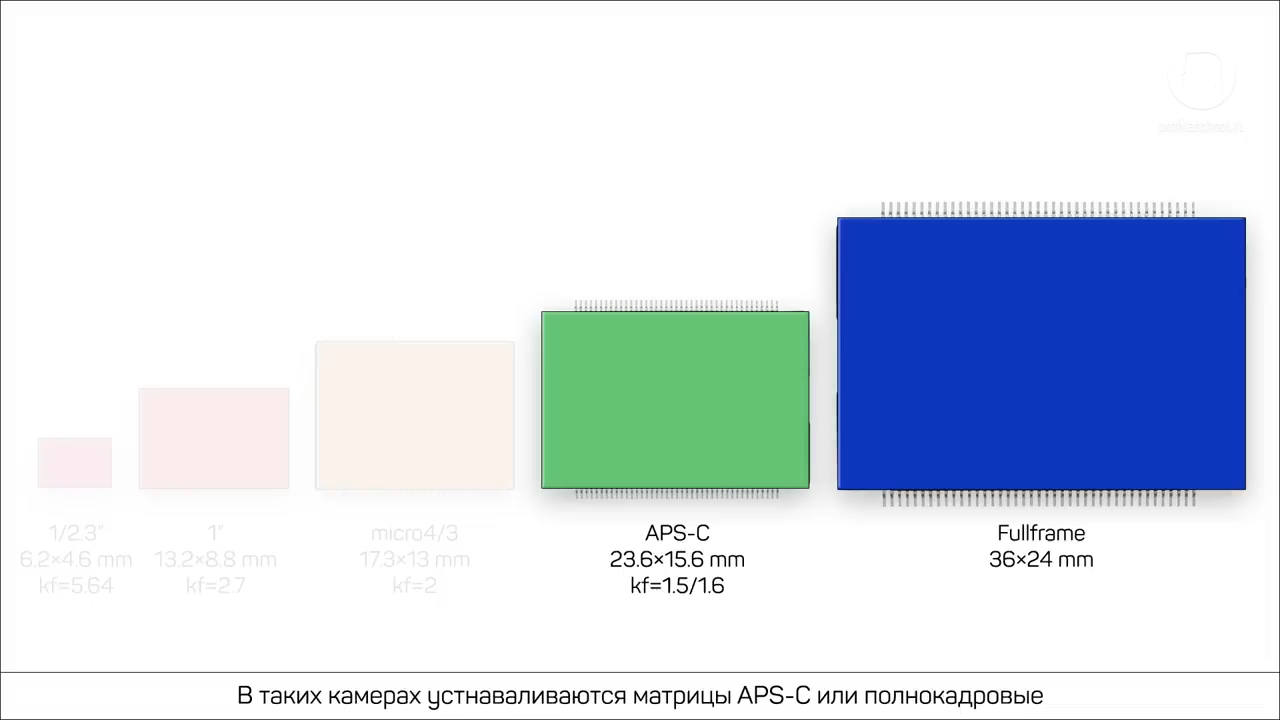 1/2.3”
6.2×4.6 mm
kf=5.64
1”
13.2×8.8 mm
kf=2.7
micro4/3
17.3×13 mm
kf=2
APS-C
23.6×15.6 mm
kf=1.5/1.6
Fullframe
36×24 mm
В таких камерах устнаваливаются матрицы APS-C или полнокадровые